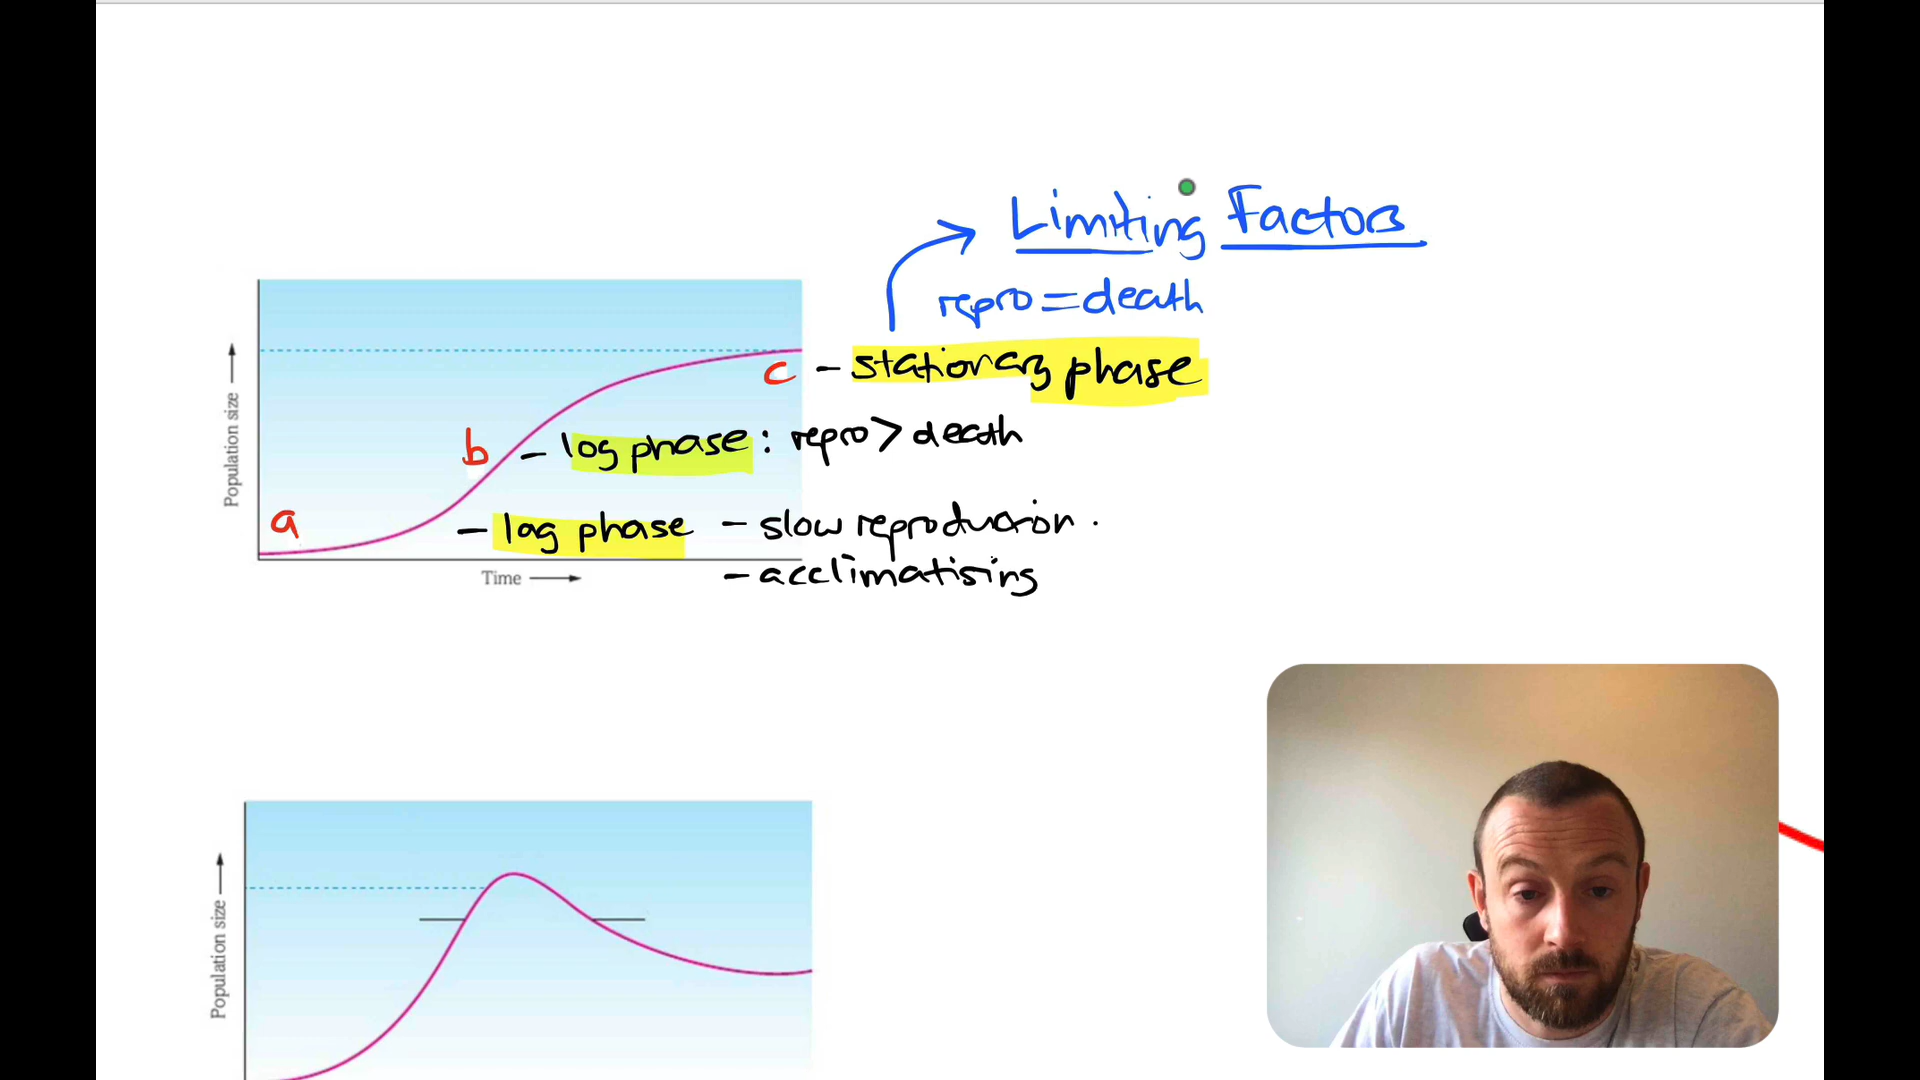 Limiting Factors
repro = death
c - stationary phase
b - log phase : repro > death
a - lag phase - slow reproduction.
- acclimatising
Population size
Time
Population size